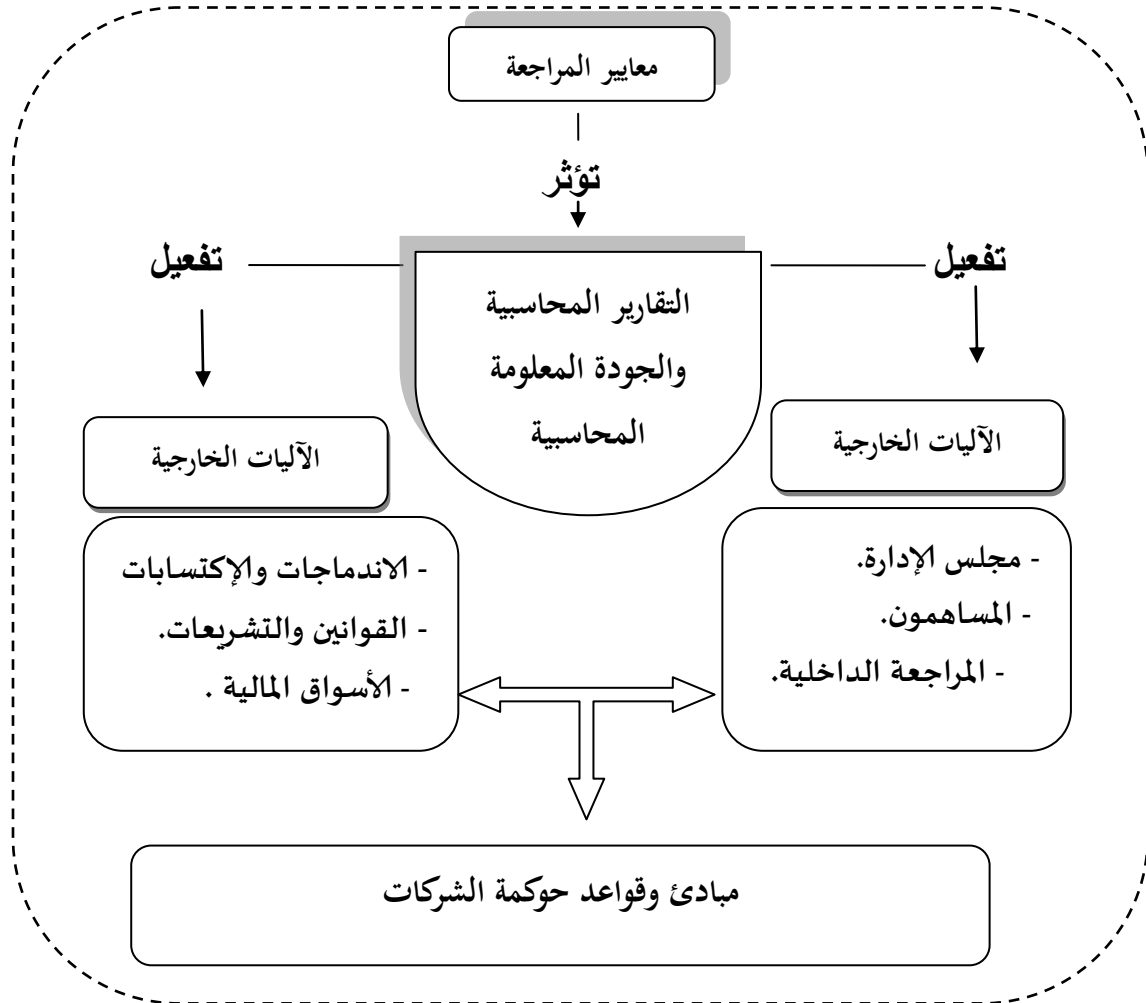 معايير المراجعة
تؤثر
تفعيل
تفعيل
التقارير المحاسبية
والجودة المعلومة
المحاسبية
الآليات الخارجية
الآليات الخارجية
- مجلس الإدارة.
- المساهمون.
- المراجعة الداخلية.
- الاندماجات والإكتسابات
- القوانين والتشريعات.
- الأسواق المالية .
مبادئ وقواعد حوكمة الشركات